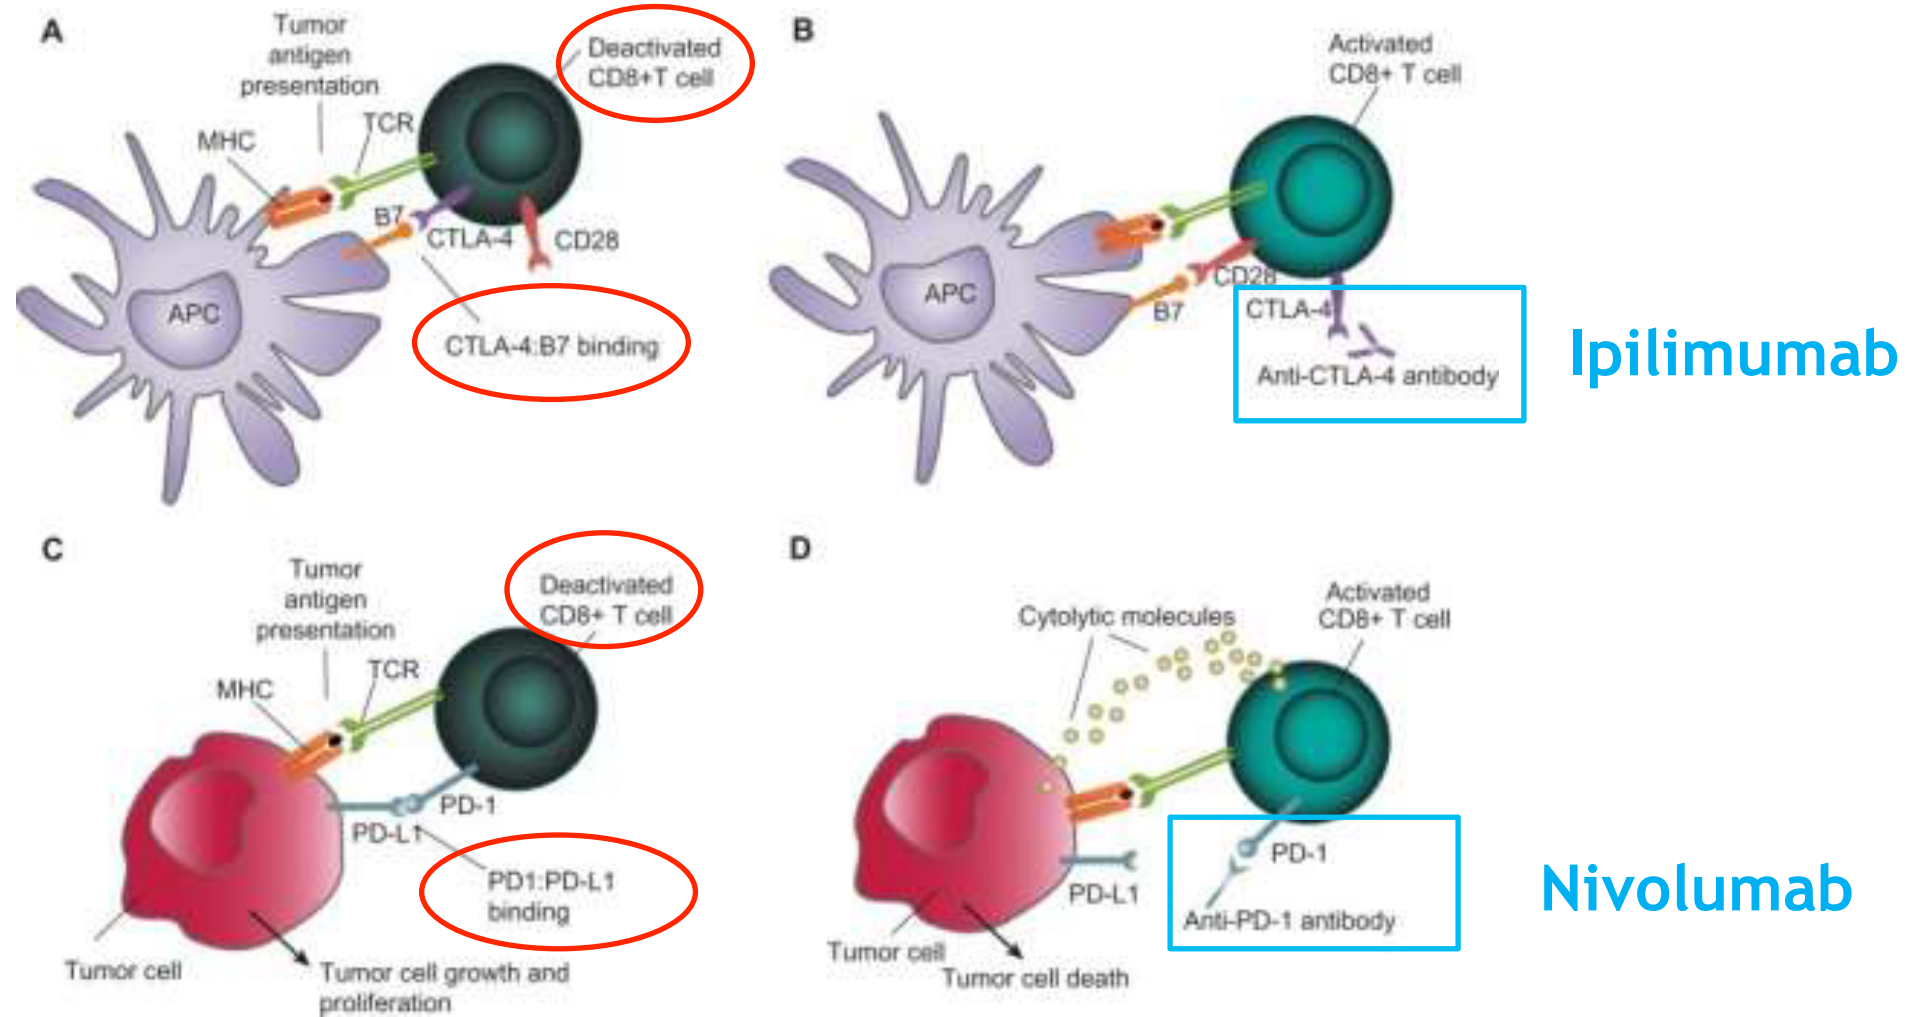 A
Tumor
antigen
presentation
Deactivated
CD8+T cell
MHC
TCR
B7
CTLA-4
CD28
APC
CTLA-4:B7 binding
B
Activated
CD8+ T cell
APC
CD28
B7
CTLA-4
Anti-CTLA-4 antibody
Ipilimumab
C
Tumor
antigen
presentation
Deactivated
CD8+ T cell
MHC
TCR
PD-1
PD-L1
PD1:PD-L1
binding
Tumor cell
Tumor cell growth and
proliferation
D
Cytolytic molecules
Activated
CD8+ T cell
PD-1
PD-L1
Anti-PD-1 antibody
Tumor cell
Tumor cell death
Nivolumab